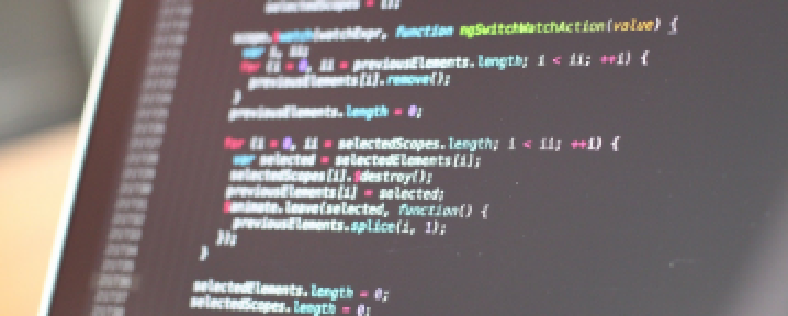 selectedScopes = [];
scope.$watch(watchExpr, function ngSwitchWatchAction(value) {
var i, ii;
for (i = 0, ii = previousElements.length; i < ii; ++i) {
previousElements[i].remove();
}
previousElements.length = 0;
for (i = 0, ii = selectedScopes.length; i < ii; ++i) {
var selected = selectedElements[i];
selectedScopes[i].$destroy();
previousElements[i] = selected;
$animate.leave(selected, function() {
previousElements.splice(i, 1);
});
}
selectedElements.length = 0;
selectedScopes.length = 0;